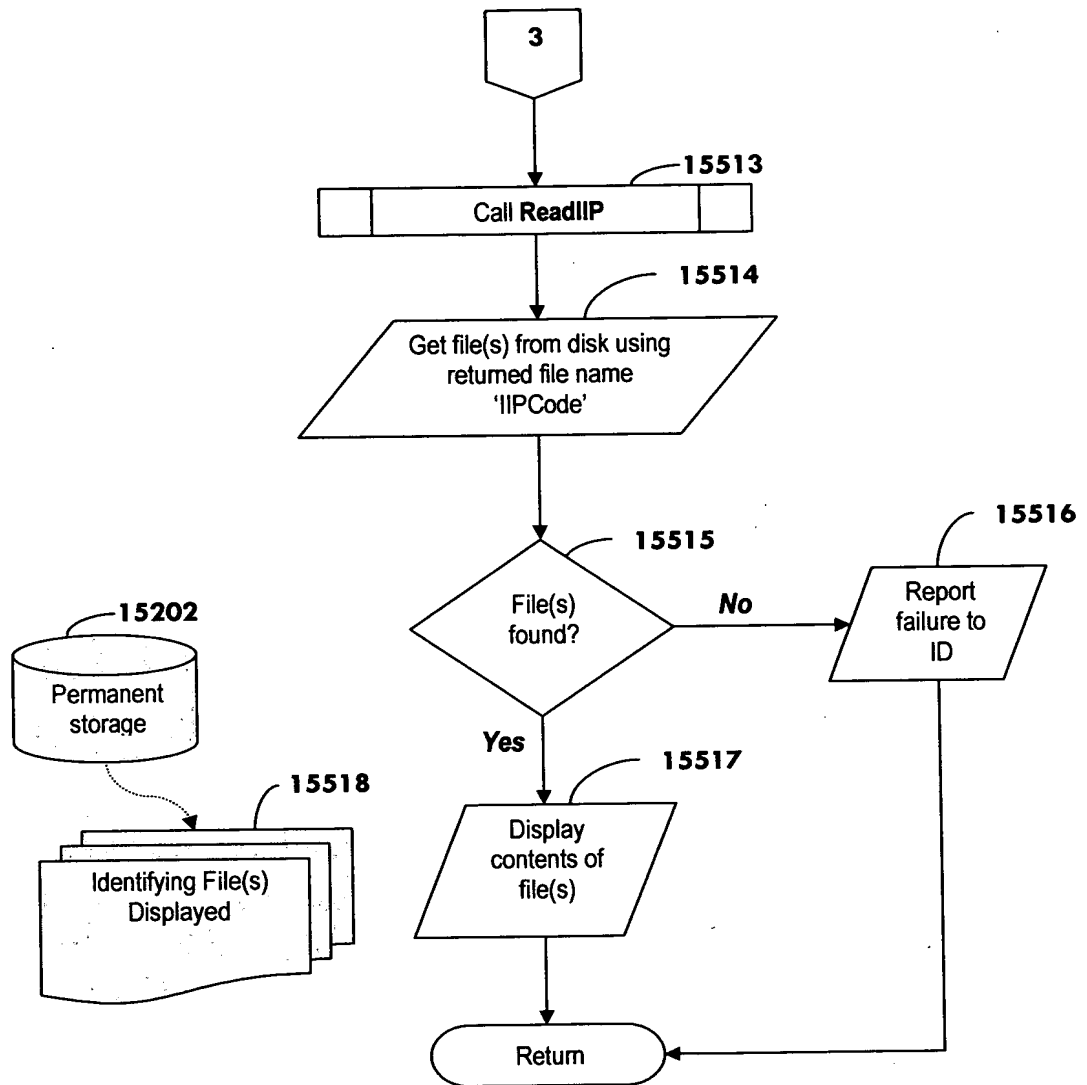 3
15513
Call ReadIIP
15514
Get file(s) from disk using
returned file name
‘IIPCode’
15515
15516
File(s)
found?
No
Report
failure to
ID
15202
Permanent
storage
Yes
15517
15518
Display
contents of
file(s)
Identifying File(s)
Displayed
Return